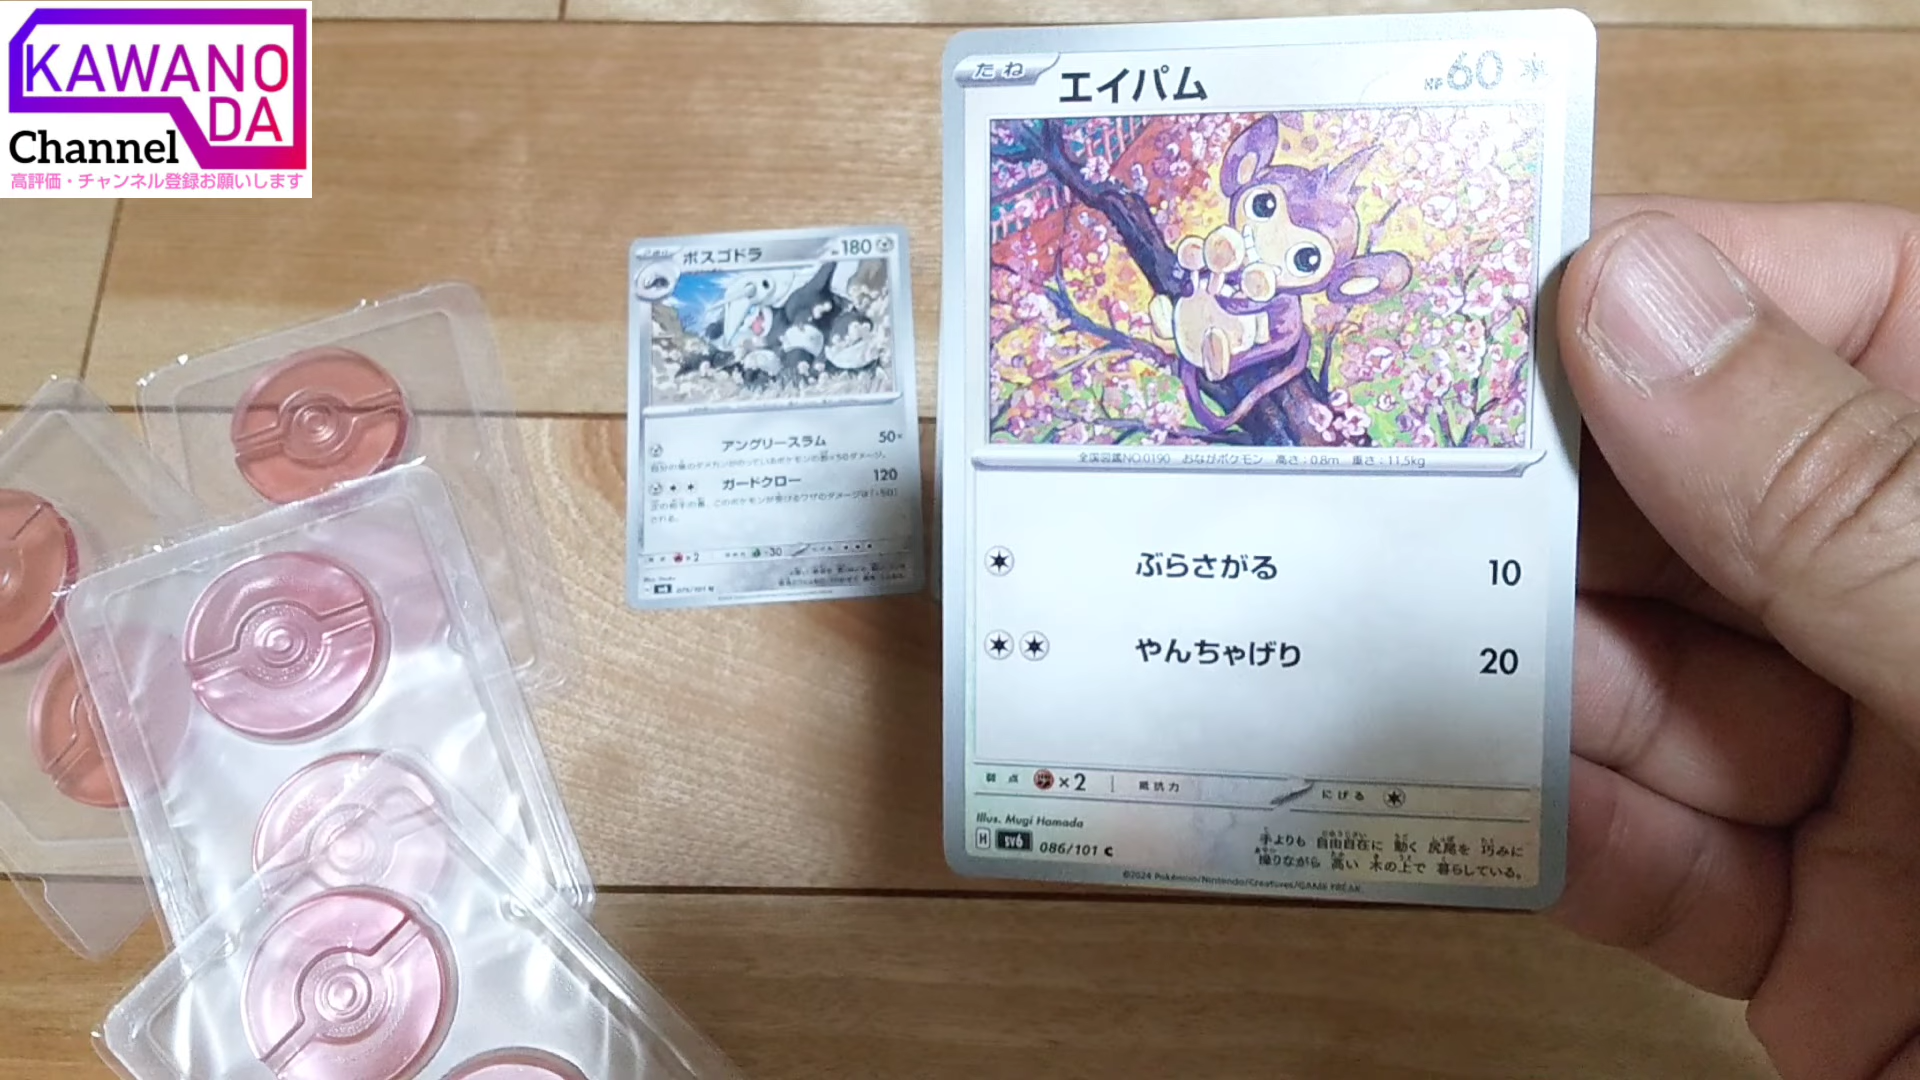 KAWANO
DA
Channel
高評価・チャンネル登録お願いします
ボスゴドラ
180
アングリースラム
50×
ガードクロー
120
×2
-30
075/101 U
たね
エイパム
HP 60
全国図鑑NO.0190 おながポケモン 高さ:0.8m 重さ:11.5kg
ぶらさがる
10
やんちゃげり
20
弱点 ×2
抵抗力
にげる
Illus. Mugi Hamada
H sv6 086/101 C
手よりも 自由自在に 動く 尻尾を 巧みに
操りながら 高い 木の上で 暮らしている。
©2024 Pokémon/Nintendo/Creatures/GAME FREAK.